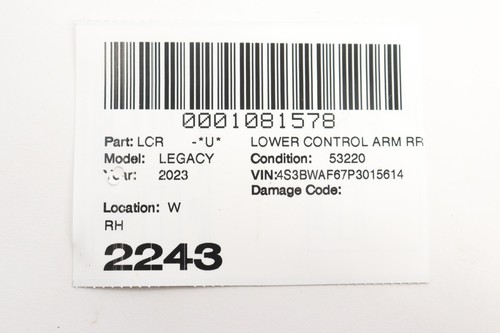 0001081578
Part: LCR -*U* LOWER CONTROL ARM RR
Model: LEGACY Condition: 53220
Year: 2023 VIN:4S3BWAF67P3015614
Damage Code:
Location: W
RH
2243